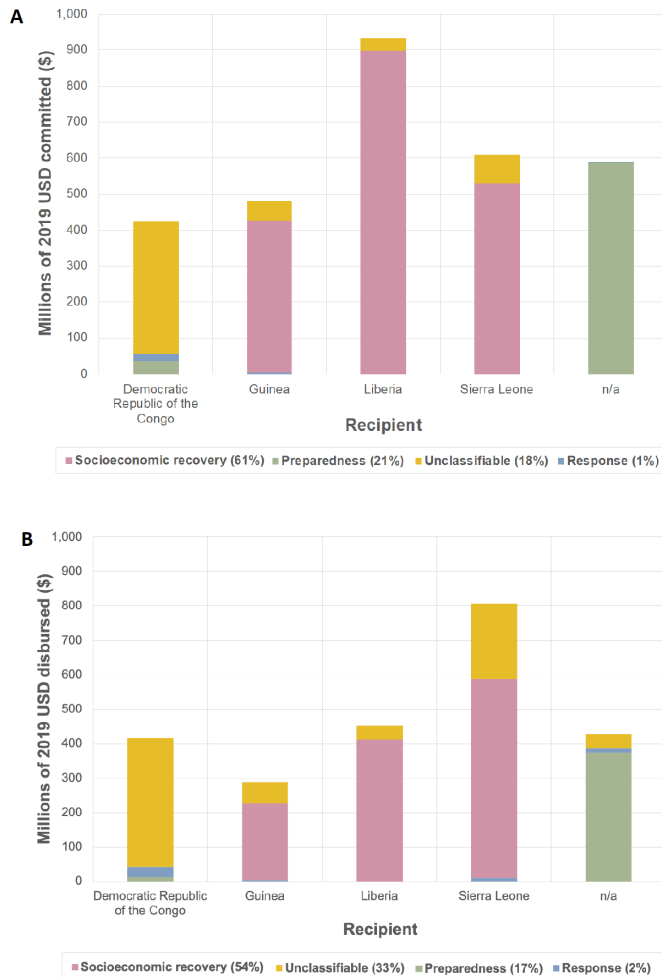 A
Millions of 2019 USD committed ($)
1,000
900
800
700
600
500
400
300
200
100
0
Democratic
Republic of the
Congo
Guinea
Liberia
Sierra Leone
n/a
Recipient
Socioeconomic recovery (61%) Preparedness (21%) Unclassifiable (18%) Response (1%)
B
Millions of 2019 USD disbursed ($)
1,000
900
800
700
600
500
400
300
200
100
0
Democratic Republic
of the Congo
Guinea
Liberia
Sierra Leone
n/a
Recipient
Socioeconomic recovery (54%) Unclassifiable (33%) Preparedness (17%) Response (2%)